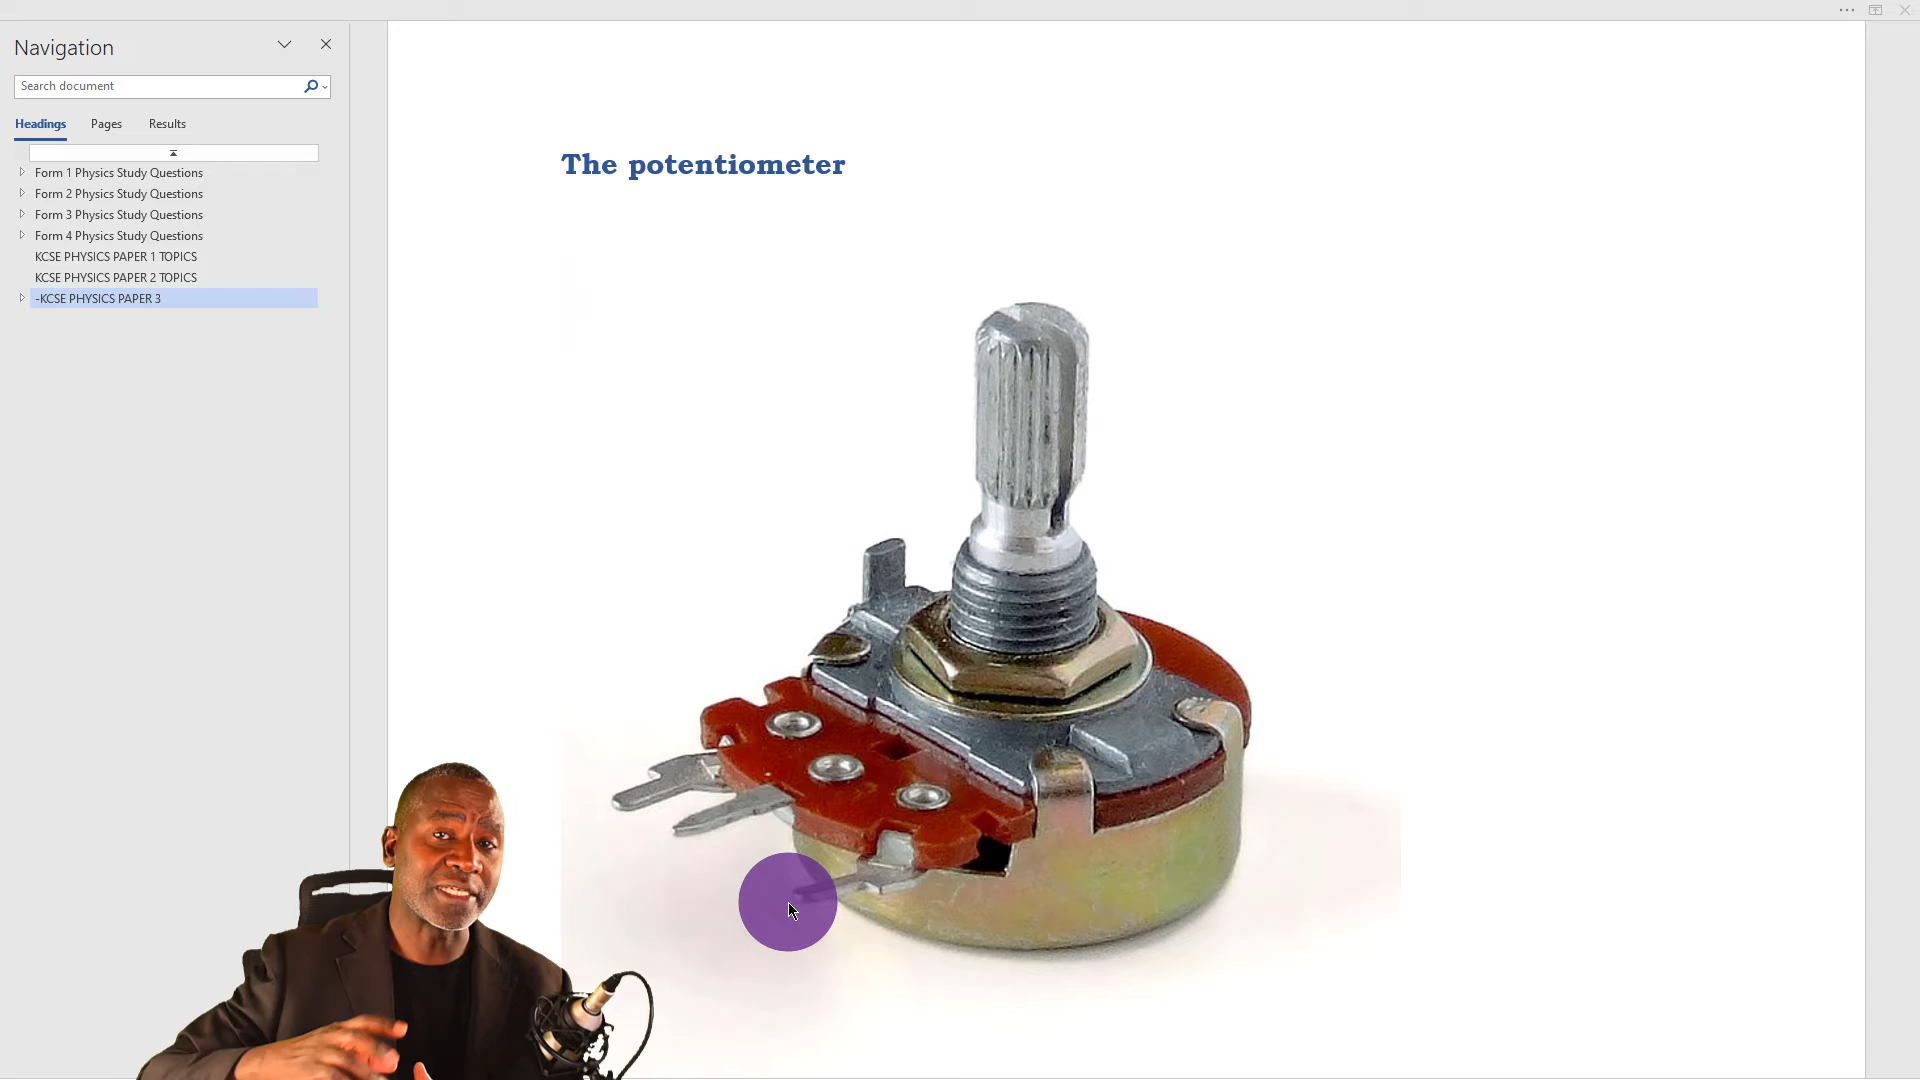 Navigation
Search document
Headings Pages Results
Form 1 Physics Study Questions
Form 2 Physics Study Questions
Form 3 Physics Study Questions
Form 4 Physics Study Questions
KCSE PHYSICS PAPER 1 TOPICS
KCSE PHYSICS PAPER 2 TOPICS
-KCSE PHYSICS PAPER 3
The potentiometer